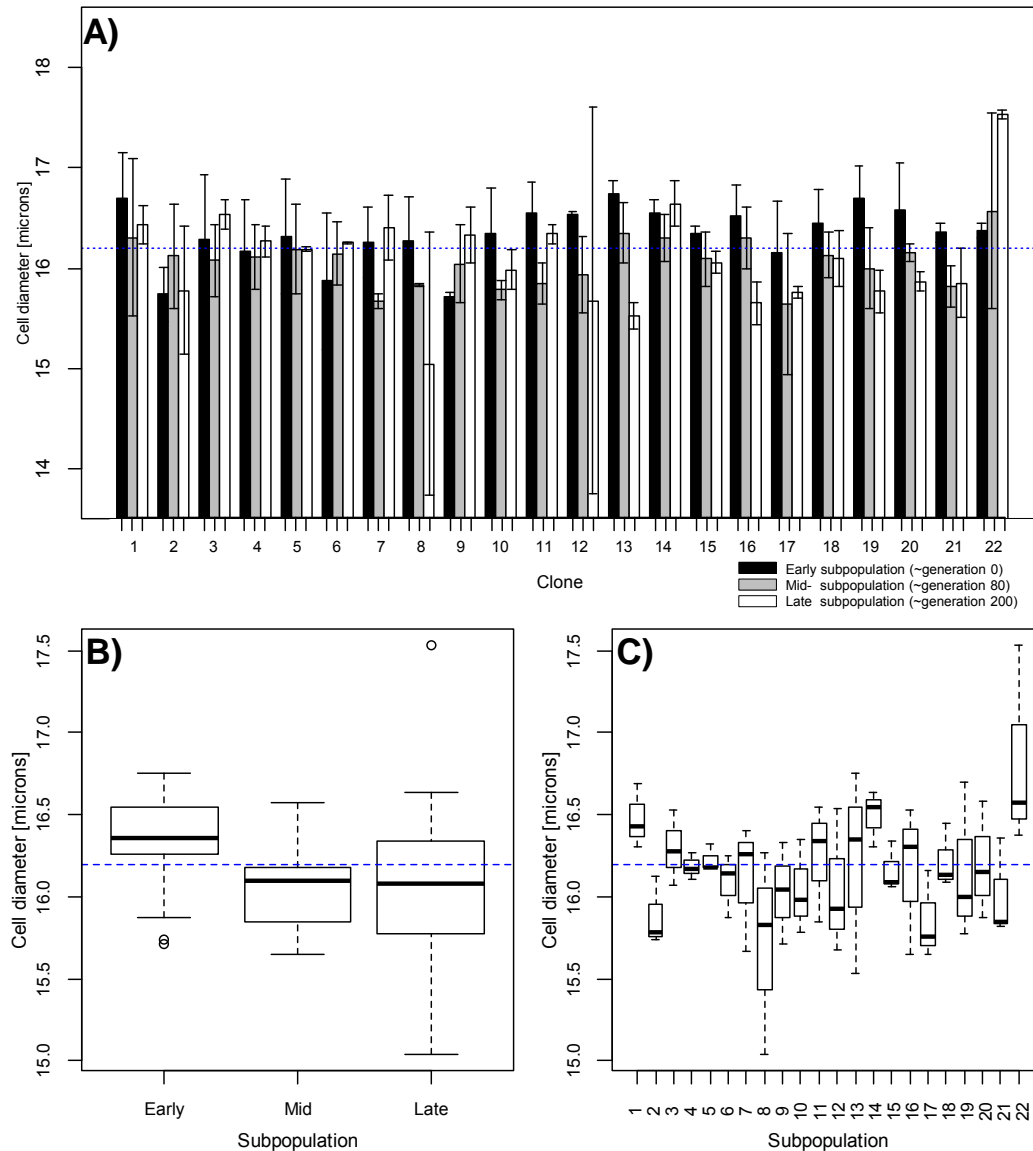 A)
18
17
16
15
14
Cell diameter [microns]
1 2 3 4 5 6 7 8 9 10 11 12 13 14 15 16 17 18 19 20 21 22
Clone
Early subpopulation (~generation 0)
Mid- subpopulation (~generation 80)
Late subpopulation (~generation 200)
B)
17.5
17.0
16.5
16.0
15.5
15.0
Cell diameter [microns]
Early Mid Late
Subpopulation
C)
17.5
17.0
16.5
16.0
15.5
15.0
Cell diameter [microns]
1 2 3 4 5 6 7 8 9 10 11 12 13 14 15 16 17 18 19 20 21 22
Subpopulation